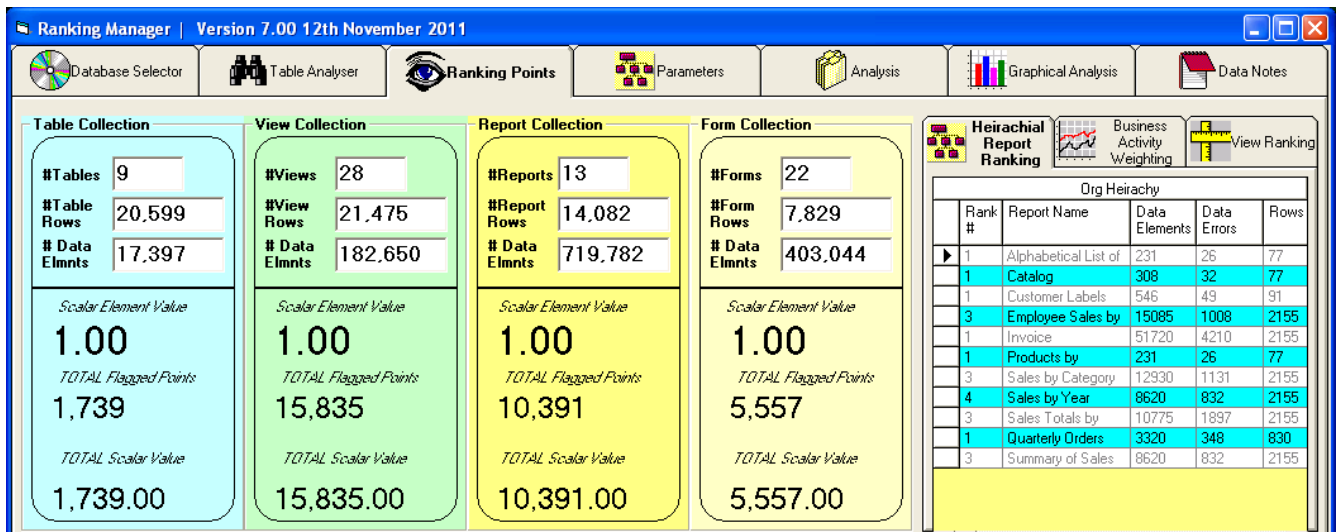 Ranking Manager | Version 7.00 12th November 2011
Database Selector
Table Analyser
Ranking Points
Parameters
Analysis
Graphical Analysis
Data Notes
Table Collection
#Tables 9
#Table
Rows 20,599
# Data
Elmnts 17,397
Scalar Element Value
1.00
TOTAL Flagged Points
1,739
TOTAL Scalar Value
1,739.00
View Collection
#Views 28
#View
Rows 21,475
# Data
Elmnts 182,650
Scalar Element Value
1.00
TOTAL Flagged Points
15,835
TOTAL Scalar Value
15,835.00
Report Collection
#Reports 13
#Report
Rows 14,082
# Data
Elmnts 719,782
Scalar Element Value
1.00
TOTAL Flagged Points
10,391
TOTAL Scalar Value
10,391.00
Form Collection
#Forms 22
#Form
Rows 7,829
# Data
Elmnts 403,044
Scalar Element Value
1.00
TOTAL Flagged Points
5,557
TOTAL Scalar Value
5,557.00
Heirachial
Report
Ranking
Business
Activity
Weighting
View Ranking
Org Heirachy
Rank # Report Name Data Elements Data Errors Rows
1 Alphabetical List of 231 26 77
1 Catalog 308 32 77
1 Customer Labels 546 49 91
3 Employee Sales by 15085 1008 2155
1 Invoice 51720 4210 2155
1 Products by 231 26 77
3 Sales by Category 12930 1131 2155
4 Sales by Year 8620 832 2155
3 Sales Totals by 10775 1897 2155
1 Quarterly Orders 3320 348 830
3 Summary of Sales 8620 832 2155